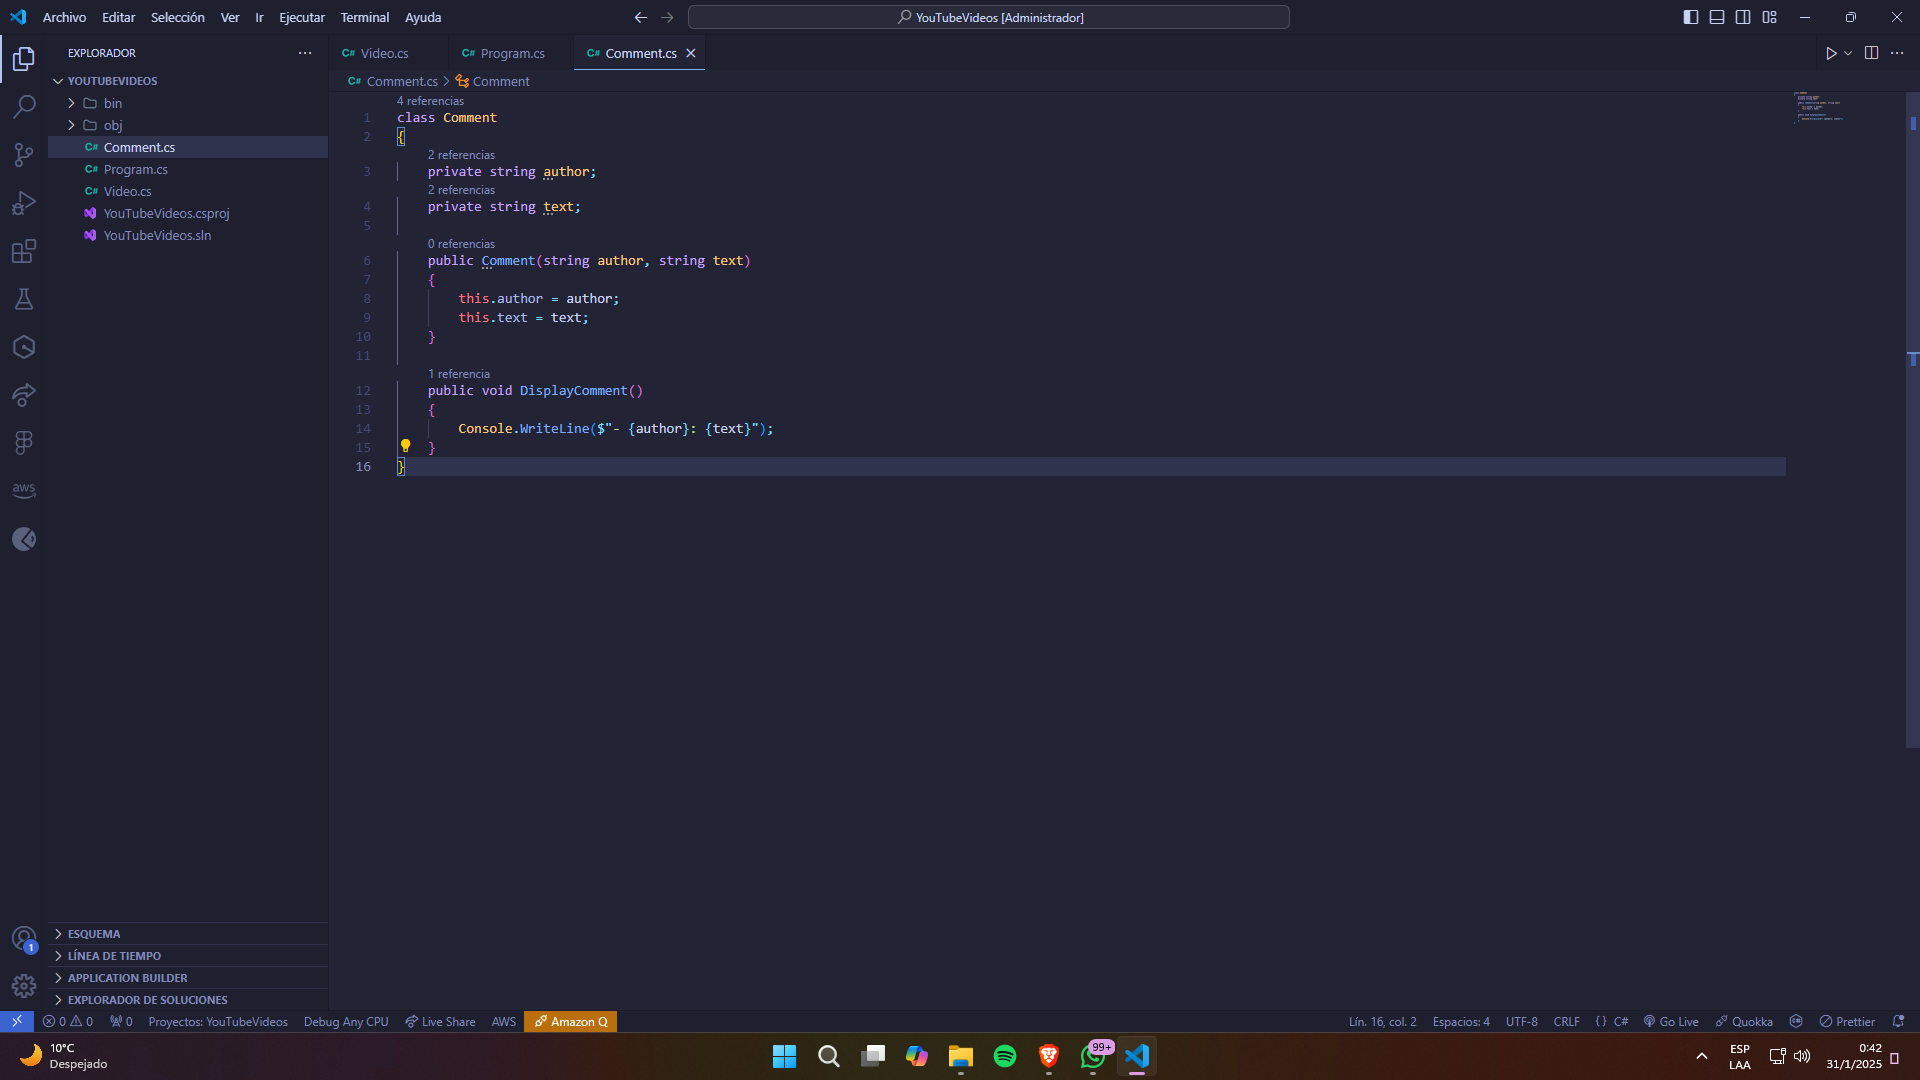 Archivo Editar Selección Ver Ir Ejecutar Terminal Ayuda
YouTubeVideos [Administrador]
EXPLORADOR
YOUTUBEVIDEOS
bin
obj
C# Comment.cs
C# Program.cs
C# Video.cs
YouTubeVideos.csproj
YouTubeVideos.sln
ESQUEMA
LÍNEA DE TIEMPO
APPLICATION BUILDER
EXPLORADOR DE SOLUCIONES
aws
1
C# Video.cs C# Program.cs C# Comment.cs
C# Comment.cs > Comment
4 referencias
1 class Comment
2 {
2 referencias
3 private string author;
2 referencias
4 private string text;
5
0 referencias
6 public Comment(string author, string text)
7 {
8 this.author = author;
9 this.text = text;
10 }
11
1 referencia
12 public void DisplayComment()
13 {
14 Console.WriteLine($"- {author}: {text}");
15 }
16 }
0 0 0 Proyectos: YouTubeVideos Debug Any CPU Live Share AWS Amazon Q Lín. 16, col. 2 Espacios: 4 UTF-8 CRLF {} C# Go Live Quokka Prettier
10°C
Despejado
99+
ESP
LAA
0:42
31/1/2025